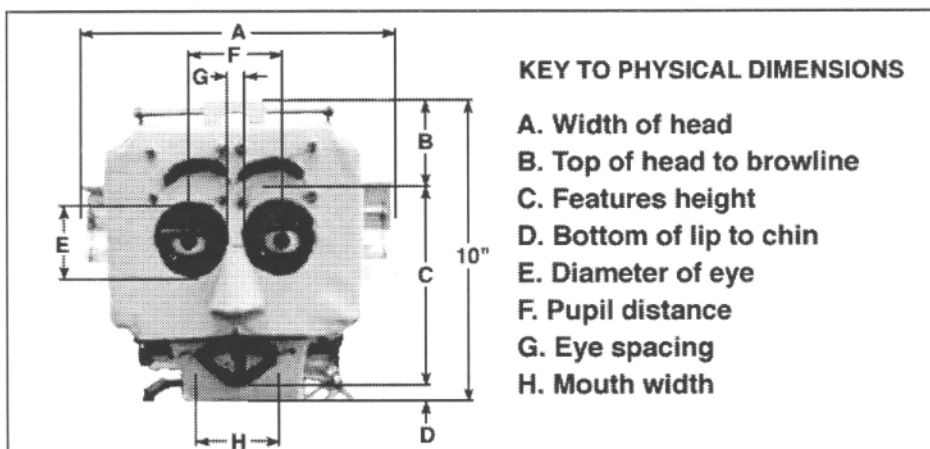 A
F
G
KEY TO PHYSICAL DIMENSIONS
A. Width of head
B
B. Top of head to browline
C. Features height
D. Bottom of lip to chin
E
C
10"
E. Diameter of eye
F. Pupil distance
G. Eye spacing
H. Mouth width
D
H